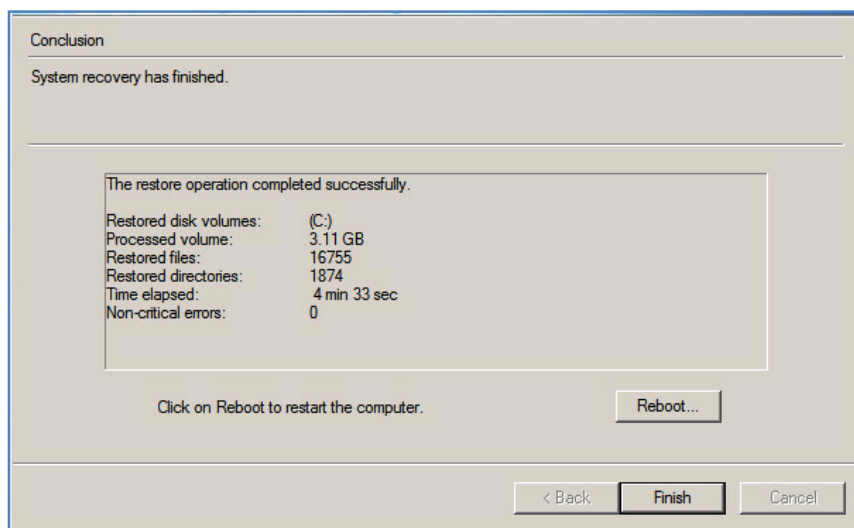 Conclusion
System recovery has finished.
The restore operation completed successfully.
Restored disk volumes: (C:)
Processed volume: 3.11 GB
Restored files: 16755
Restored directories: 1874
Time elapsed: 4 min 33 sec
Non-critical errors: 0
Click on Reboot to restart the computer. Reboot...
< Back Finish Cancel